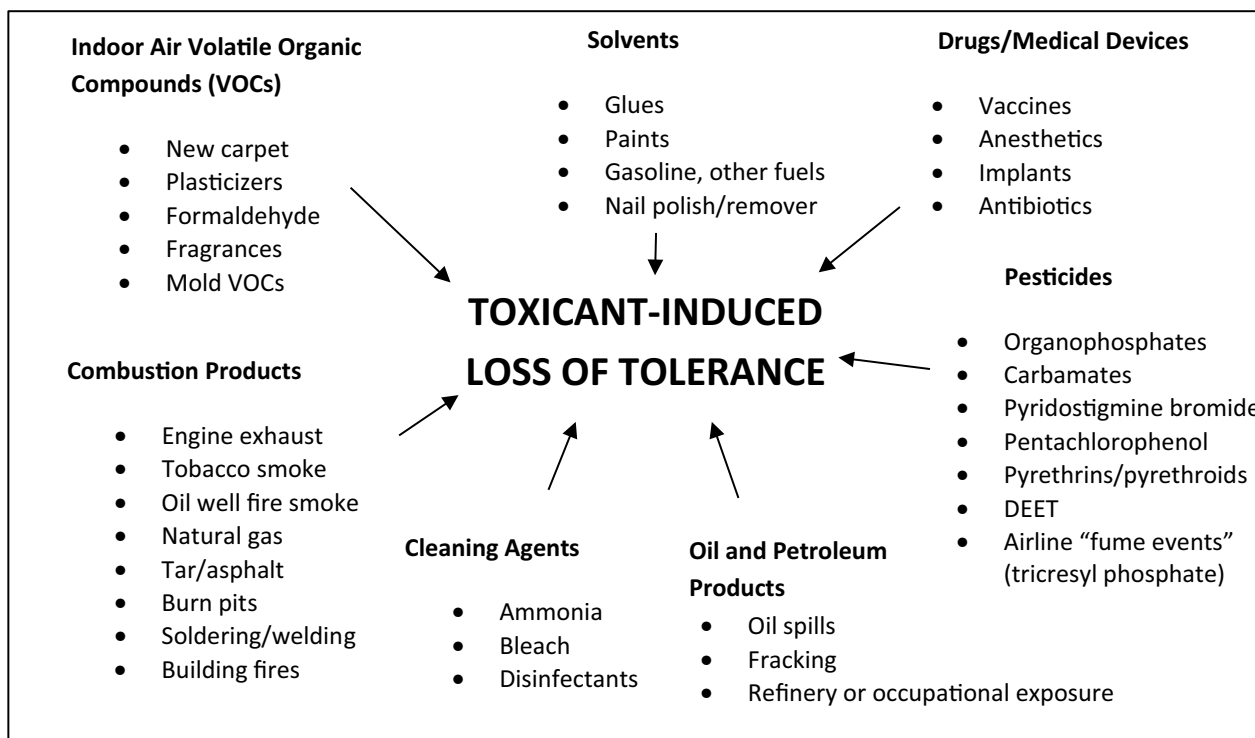 Indoor Air Volatile Organic
Compounds (VOCs)
• New carpet
• Plasticizers
• Formaldehyde
• Fragrances
• Mold VOCs
Solvents
• Glues
• Paints
• Gasoline, other fuels
• Nail polish/remover
Drugs/Medical Devices
• Vaccines
• Anesthetics
• Implants
• Antibiotics
TOXICANT-INDUCED
LOSS OF TOLERANCE
Pesticides
• Organophosphates
• Carbamates
• Pyridostigmine bromide
• Pentachlorophenol
• Pyrethrins/pyrethroids
• DEET
• Airline “fume events”
(tricresyl phosphate)
Combustion Products
• Engine exhaust
• Tobacco smoke
• Oil well fire smoke
• Natural gas
• Tar/asphalt
• Burn pits
• Soldering/welding
• Building fires
Cleaning Agents
• Ammonia
• Bleach
• Disinfectants
Oil and Petroleum
Products
• Oil spills
• Fracking
• Refinery or occupational exposure